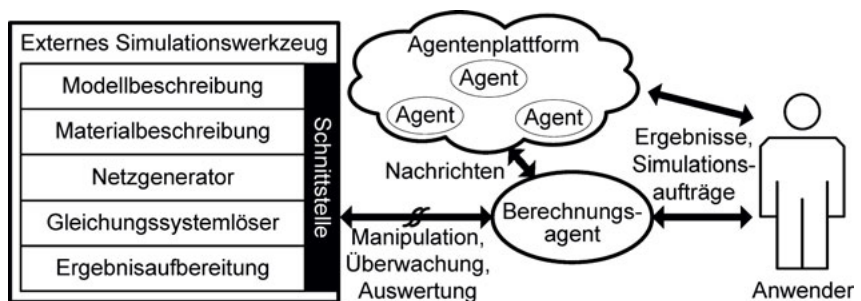 Externes Simulationswerkzeug
Modellbeschreibung
Materialbeschreibung
Netzgenerator
Gleichungssystemlöser
Ergebnisaufbereitung
Schnittstelle
Agentenplattform
Agent
Agent
Agent
Nachrichten
Ergebnisse,
Simulations-
aufträge
Berechnungs-
agent
Manipulation,
Überwachung,
Auswertung
Anwender